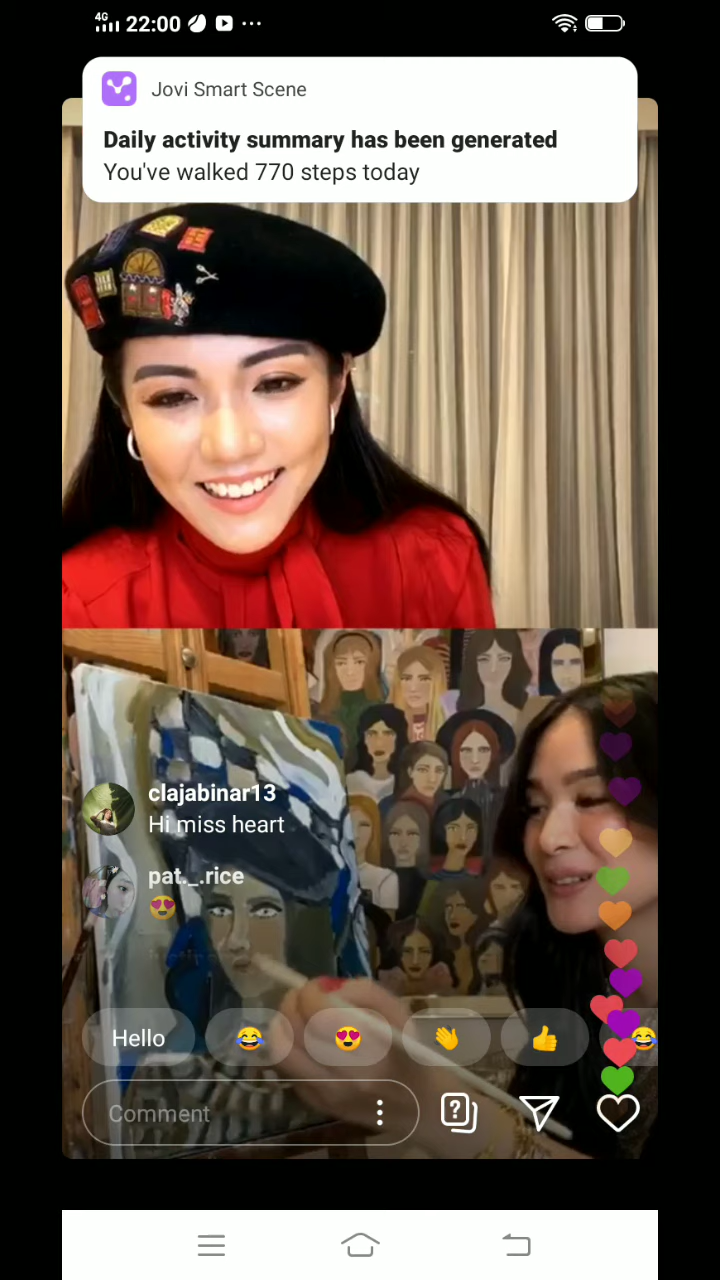 4G
22:00
Jovi Smart Scene
Daily activity summary has been generated
You've walked 770 steps today
clajabinar13
Hi miss heart
pat._.rice
😍
Hello 😂 😍 👋 👍 😂
Comment